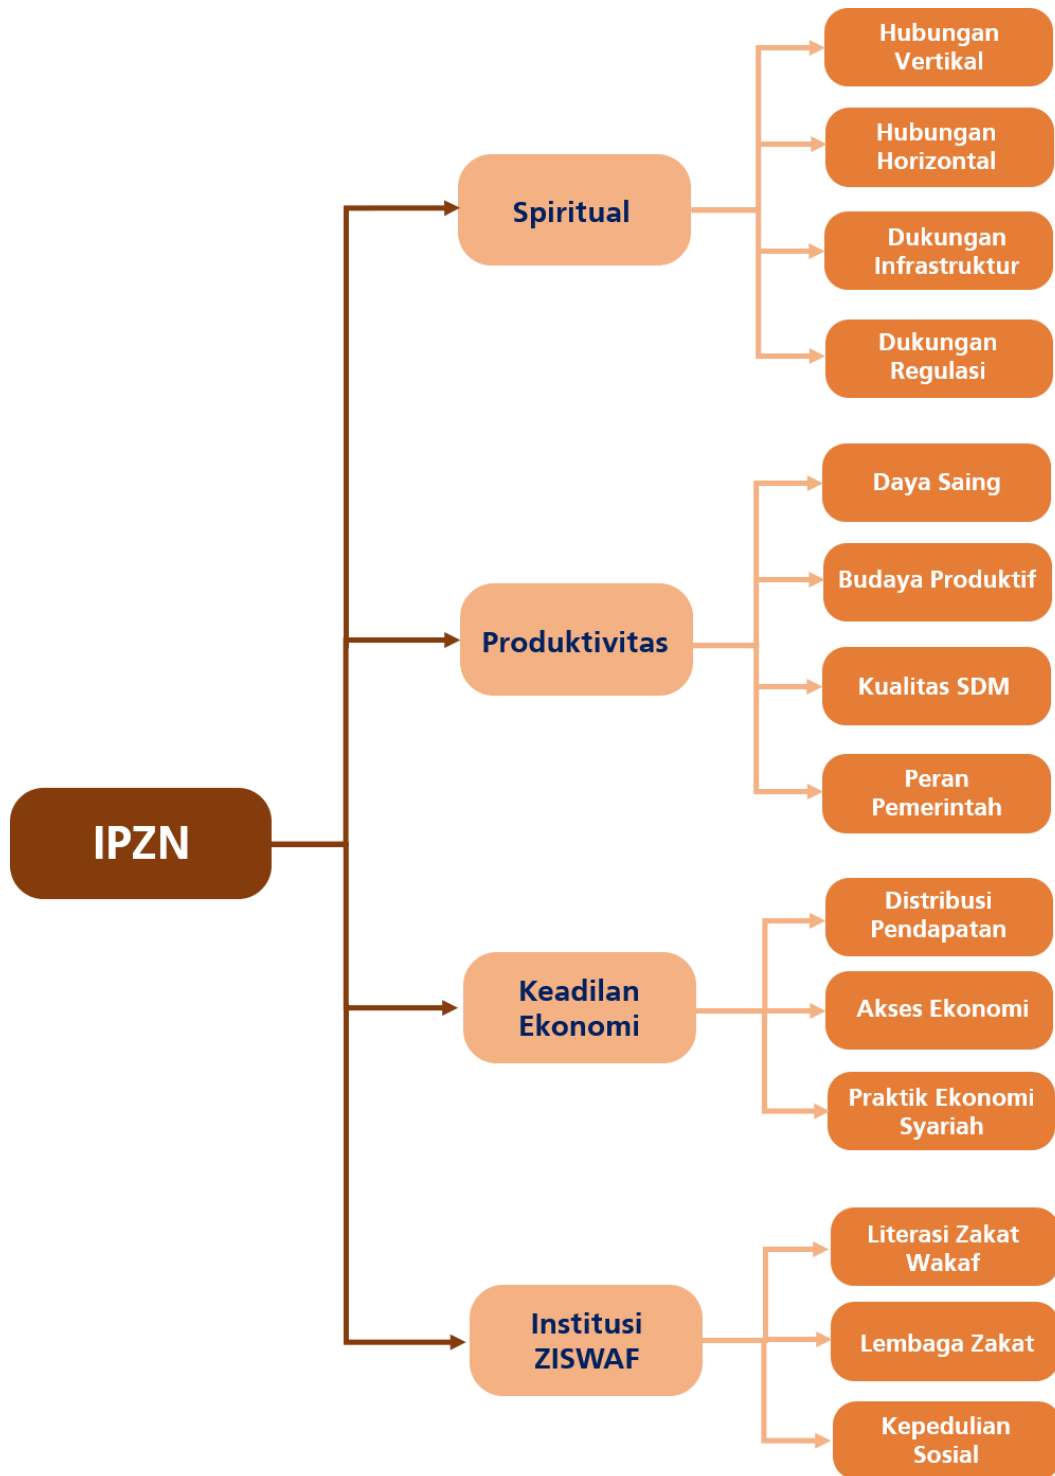 IPZN
Spiritual
Hubungan
Vertikal
Hubungan
Horizontal
Dukungan
Infrastruktur
Dukungan
Regulasi
Produktivitas
Daya Saing
Budaya Produktif
Kualitas SDM
Peran
Pemerintah
Keadilan
Ekonomi
Distribusi
Pendapatan
Akses Ekonomi
Praktik Ekonomi
Syariah
Institusi
ZISWAF
Literasi Zakat
Wakaf
Lembaga Zakat
Kepedulian
Sosial